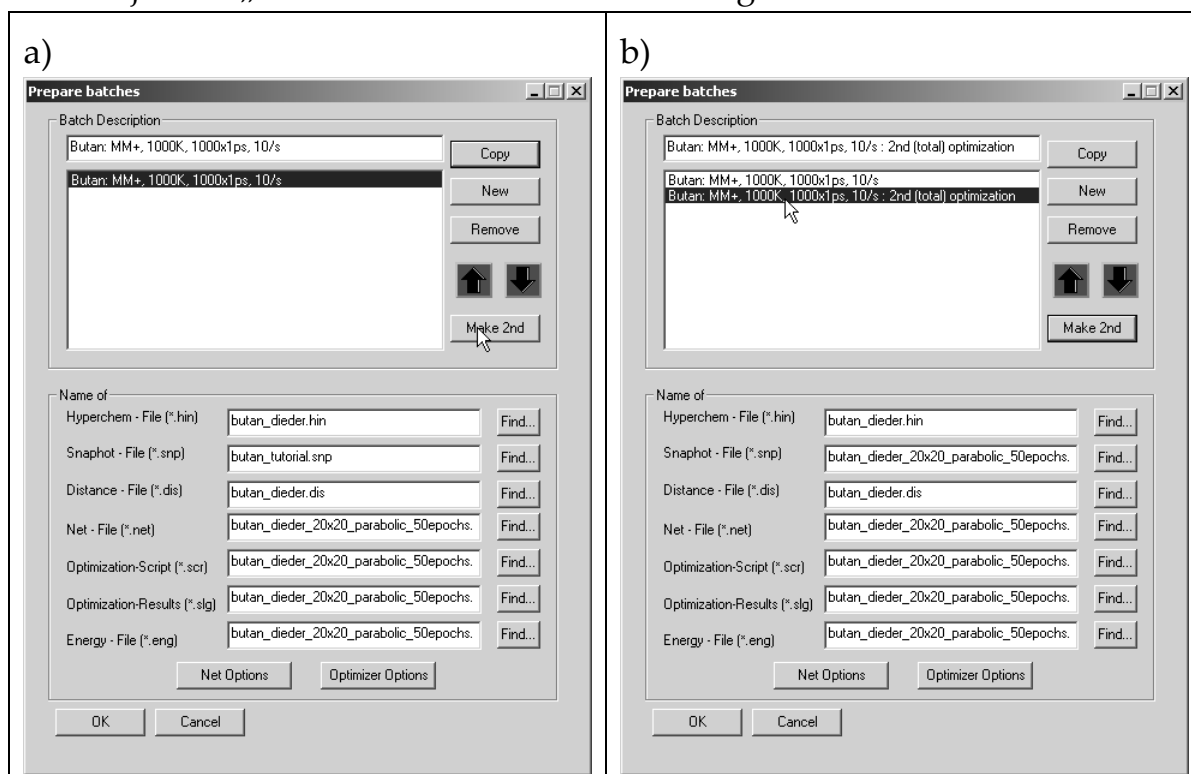 a)
Prepare batches
Batch Description
Butan: MM+, 1000K, 1000x1ps, 10/s
Copy
Butan: MM+, 1000K, 1000x1ps, 10/s
New
Remove
Make 2nd
Name of
Hyperchem - File (*.hin)
butan_dieder.hin
Find...
Snaphot - File (*.snp)
butan_tutorial.snp
Find...
Distance - File (*.dis)
butan_dieder.dis
Find...
Net - File (*.net)
butan_dieder_20x20_parabolic_50epochs.
Find...
Optimization-Script (*.scr)
butan_dieder_20x20_parabolic_50epochs.
Find...
Optimization-Results (*.slg)
butan_dieder_20x20_parabolic_50epochs.
Find...
Energy - File (*.eng)
butan_dieder_20x20_parabolic_50epochs.
Find...
Net Options
Optimizer Options
OK
Cancel
b)
Prepare batches
Batch Description
Butan: MM+, 1000K, 1000x1ps, 10/s : 2nd (total) optimization
Copy
Butan: MM+, 1000K, 1000x1ps, 10/s
Butan: MM+, 1000K, 1000x1ps, 10/s : 2nd (total) optimization
New
Remove
Make 2nd
Name of
Hyperchem - File (*.hin)
butan_dieder.hin
Find...
Snaphot - File (*.snp)
butan_dieder_20x20_parabolic_50epochs.
Find...
Distance - File (*.dis)
butan_dieder.dis
Find...
Net - File (*.net)
butan_dieder_20x20_parabolic_50epochs.
Find...
Optimization-Script (*.scr)
butan_dieder_20x20_parabolic_50epochs.
Find...
Optimization-Results (*.slg)
butan_dieder_20x20_parabolic_50epochs.
Find...
Energy - File (*.eng)
butan_dieder_20x20_parabolic_50epochs.
Find...
Net Options
Optimizer Options
OK
Cancel